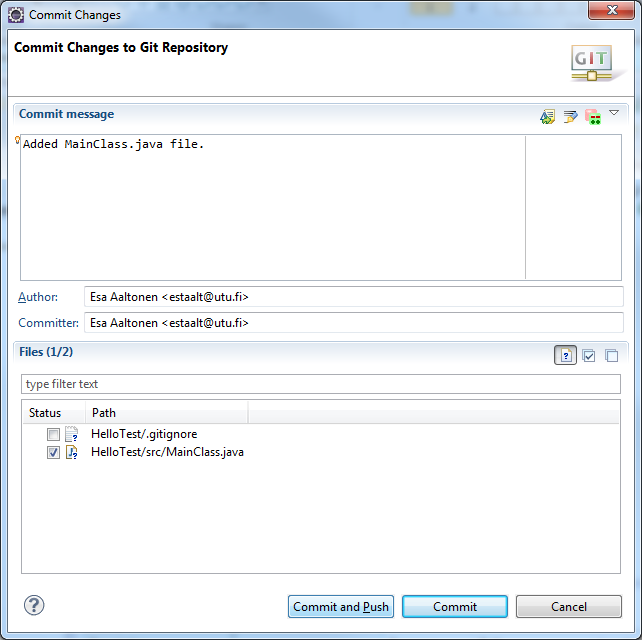 Commit Changes
Commit Changes to Git Repository
GIT
Commit message
Added MainClass.java file.
Author: Esa Aaltonen <estaalt@utu.fi>
Committer: Esa Aaltonen <estaalt@utu.fi>
Files (1/2)
type filter text
Status Path
HelloTest/.gitignore
HelloTest/src/MainClass.java
Commit and Push Commit Cancel